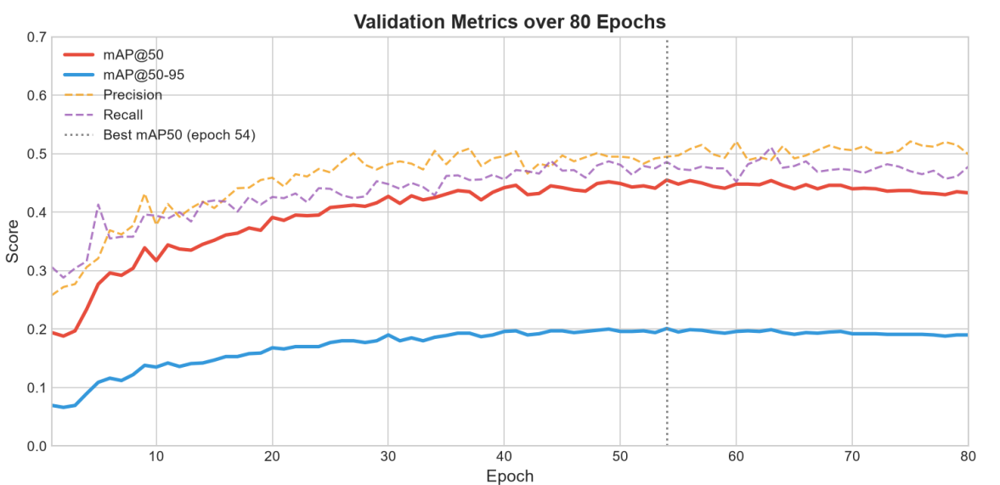 Validation Metrics over 80 Epochs
0.7
0.6
0.5
0.4
0.3
0.2
0.1
0.0
Score
mAP@50
mAP@50-95
Precision
Recall
Best mAP50 (epoch 54)
10 20 30 40 50 60 70 80
Epoch